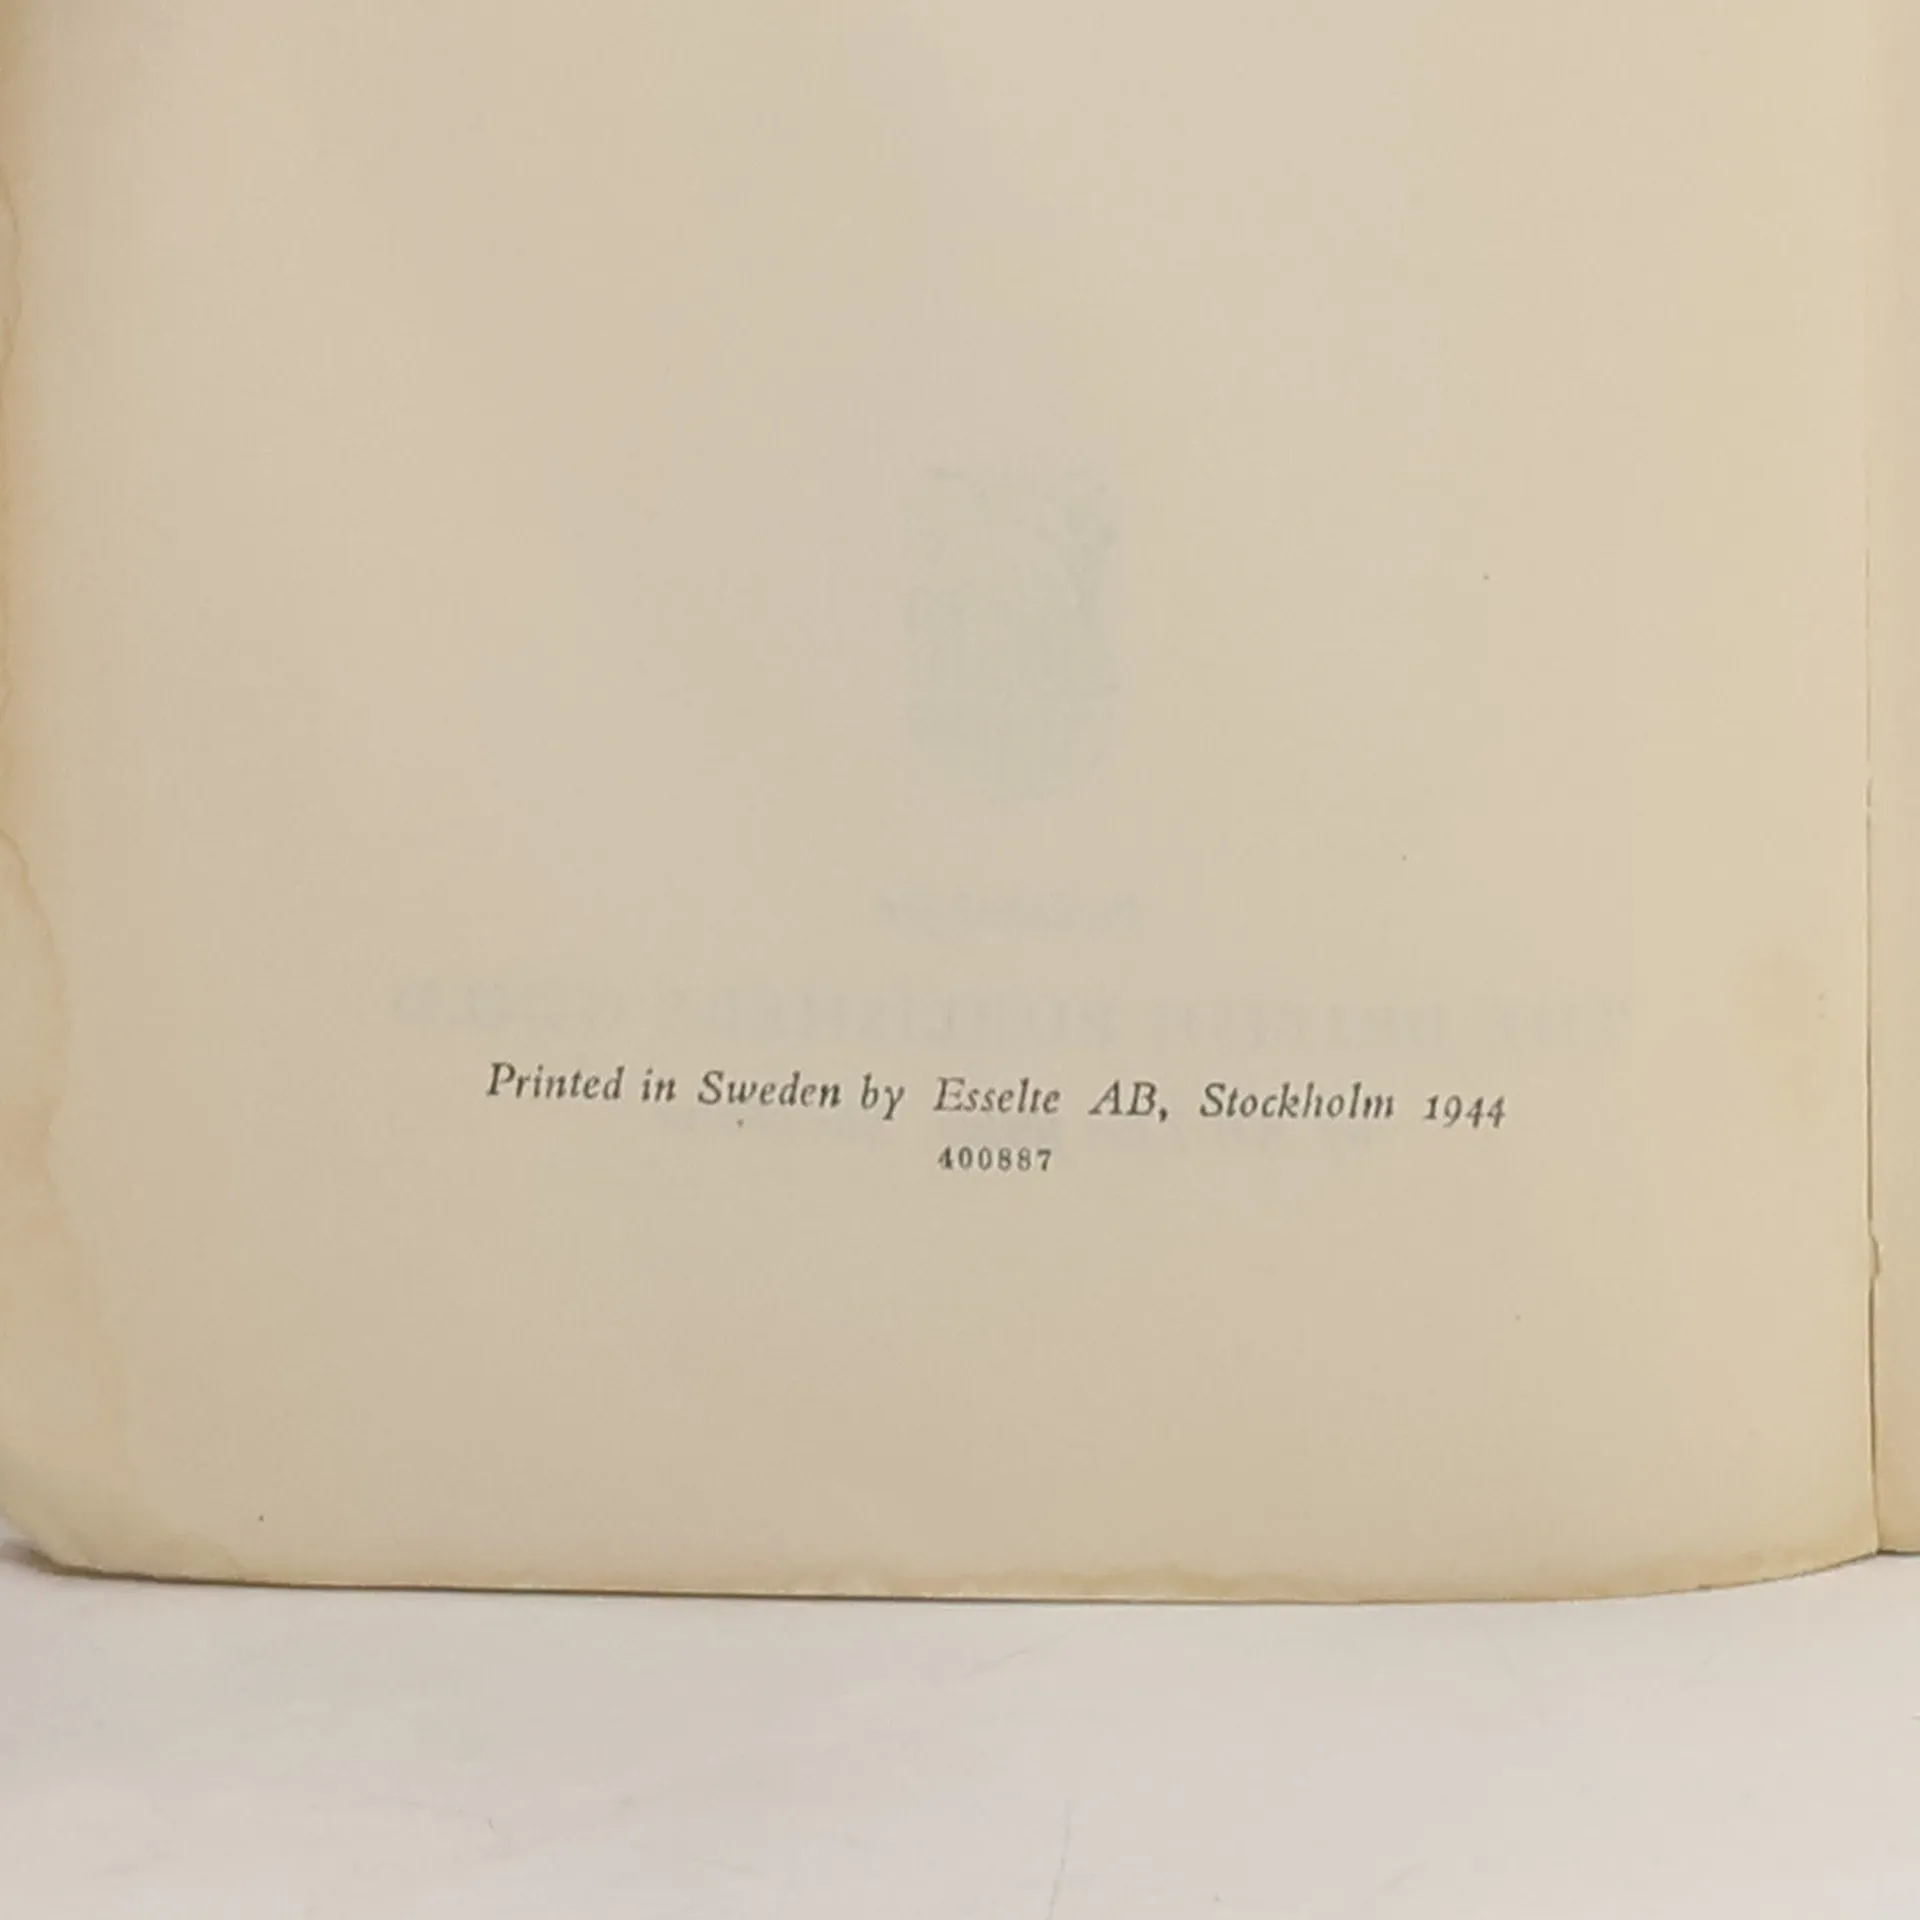 Printed in Sweden by Esselte AB, Stockholm 1944
400887